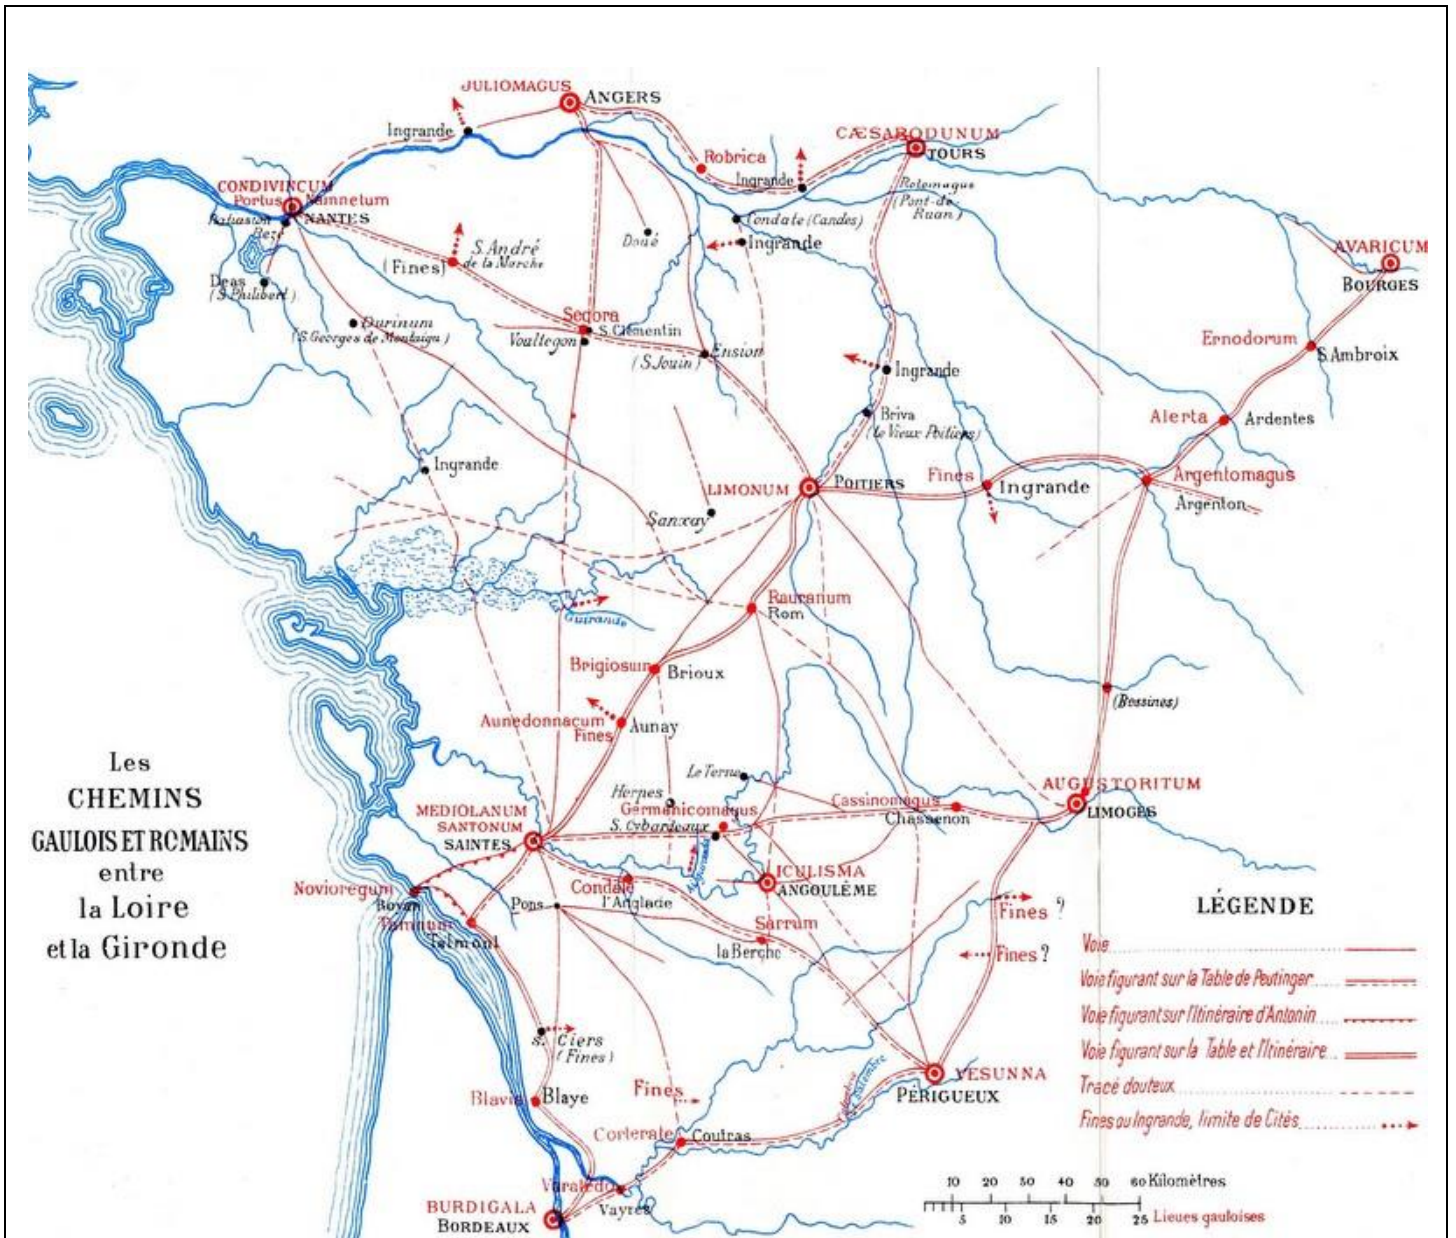 JULIOMAGUS
ANGERS
Ingrande
CÆSARODUNUM
TOURS
Robrica
Ingrande
Rotomagus
(Pont-de-
Ruan)
CONDIVINCUM
Portus Namnetum
NANTES
Ratiaston
Rezé
Condate (Candes)
Ingrande
Doué
S. André
de la Marche
(Fines)
AVARICUM
BOURGES
Deas
(S. Philibert)
Durinum
(S. Georges de Montaigu)
Segora
S. Clémentin
Voultegon
Ension
(S. Jouin)
Ernodorum
S. Ambroix
Ingrande
Briva
(le Vieux Poitiers)
Alerta
Ardentes
Ingrande
LIMONUM
POITIERS
Fines
Ingrande
Argentomagus
Argenton
Sanxay
Rauranum
Rom
Guirande
Brigiosum
Brioux
(Bessines)
Aunedonnacum
Fines
Aunay
Les
CHEMINS
GAULOIS ET ROMAINS
entre
la Loire
et la Gironde
Le Terne
Herpes
Germanicomagus
S. Cybardeaux
Cassinomagus
Chassenon
AUGUSTORITUM
LIMOGES
MEDIOLANUM
SANTONUM
SAINTES
Novioregum
Royan
Tamnum
Talmont
Condate
l'Anglade
ICULISMA
ANGOULÊME
Pons
Sarrum
la Berche
Fines ?
Fines ?
LÉGENDE
Voie
Voie figurant sur la Table de Peutinger
Voie figurant sur l'Itinéraire d'Antonin
Voie figurant sur la Table et l'Itinéraire
Tracé douteux
Fines ou Ingrande, limite de Cités
S. Ciers
(Fines)
Blavia
Blaye
Fines
VESUNNA
PÉRIGUEUX
Corterate
Coutras
Varatedo
Vayres
BURDIGALA
BORDEAUX
10 20 30 40 50 60 Kilomètres
5 10 15 20 25 Lieues gauloises